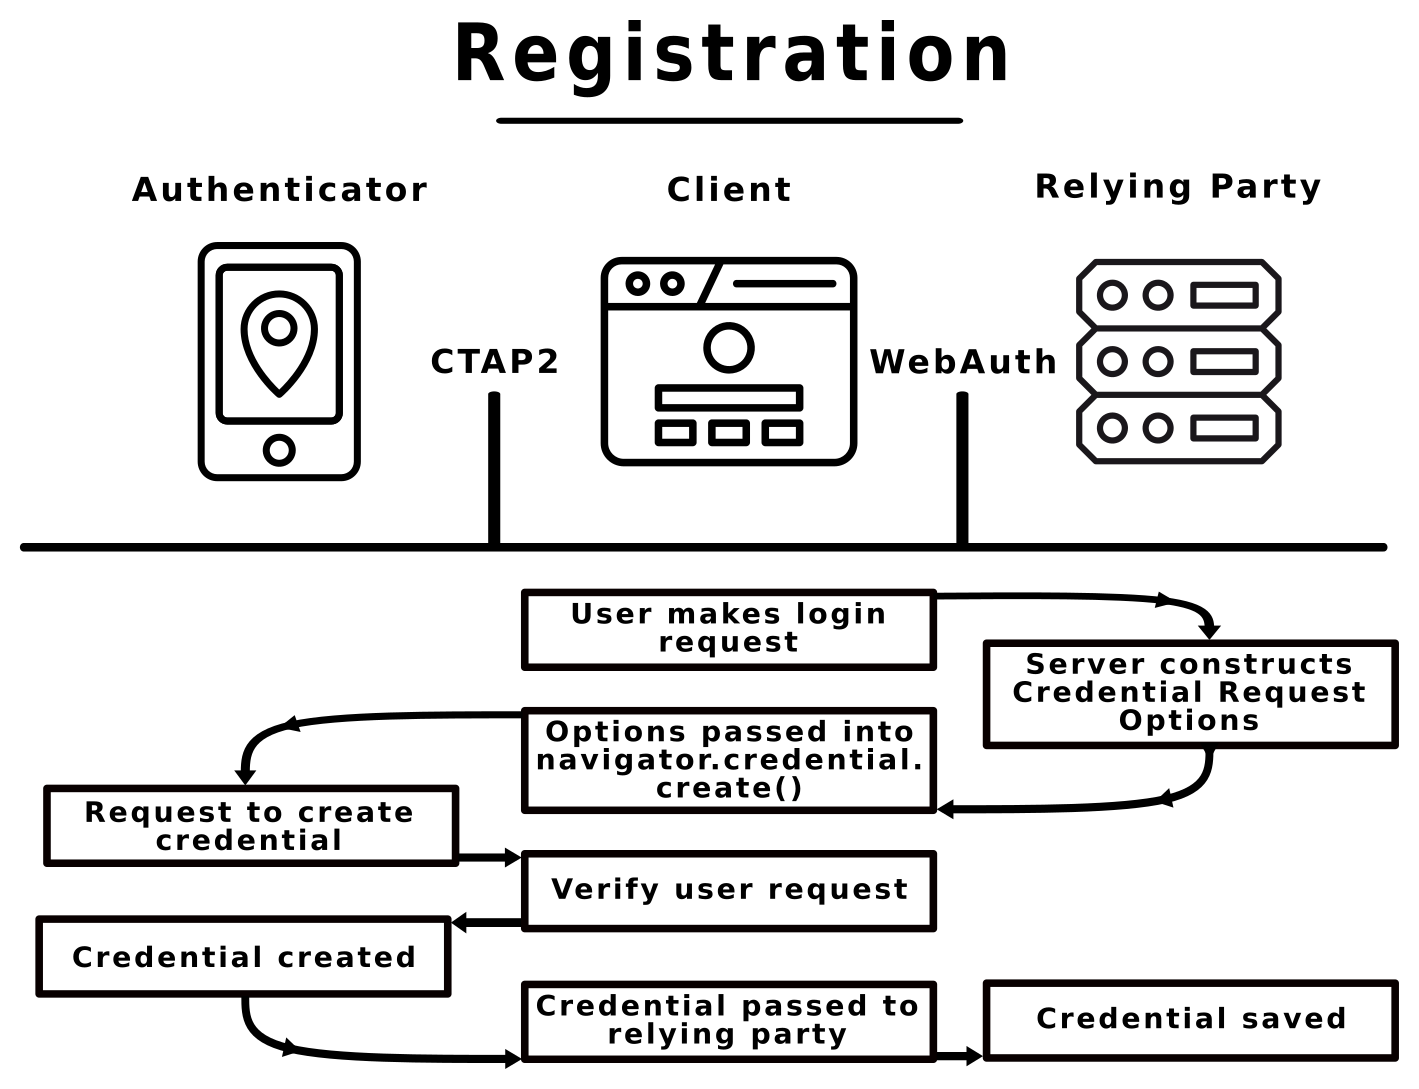 Registration
Authenticator
Client
Relying Party
CTAP2
WebAuth
User makes login
request
Server constructs
Credential Request
Options
Options passed into
navigator.credential.
create()
Request to create
credential
Verify user request
Credential created
Credential passed to
relying party
Credential saved